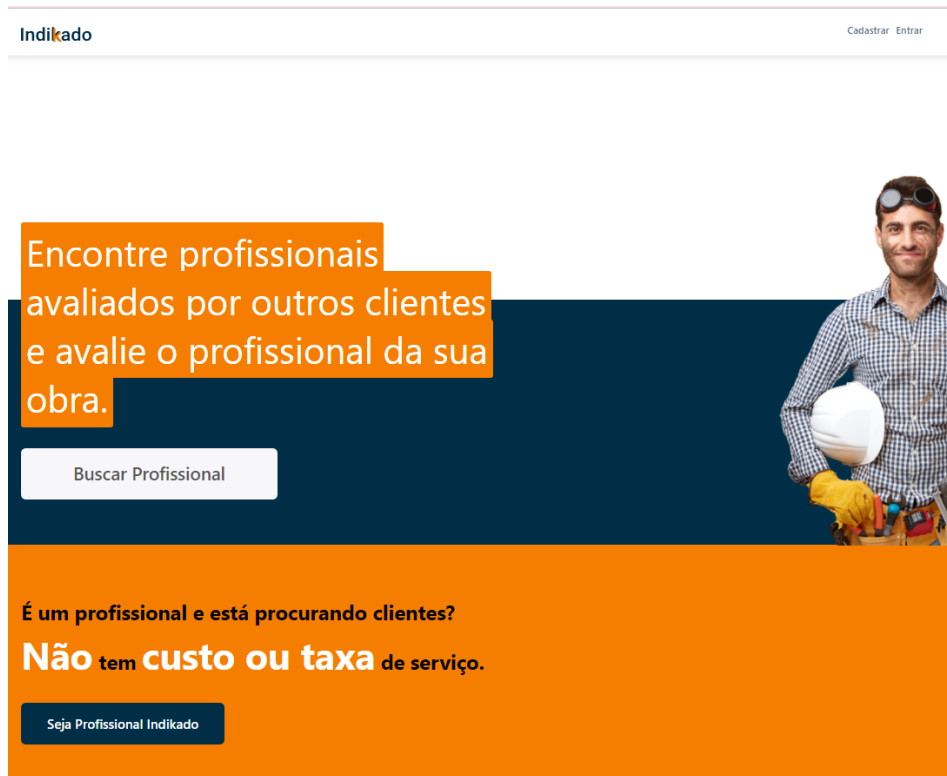 Indikado
Cadastrar Entrar
Encontre profissionais
avaliados por outros clientes
e avalie o profissional da sua
obra.
Buscar Profissional
É um profissional e está procurando clientes?
Não tem custo ou taxa de serviço.
Seja Profissional Indikado